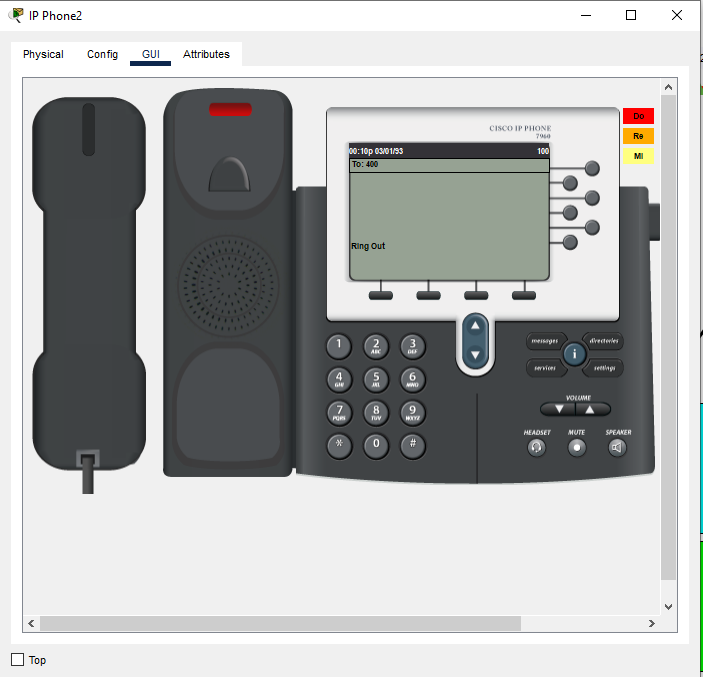 IP Phone2
Physical Config GUI Attributes
CISCO IP PHONE
7960
00:10p 03/01/93 100
To: 400
Ring Out
Do
Re
Mi
1 2 ABC 3 DEF
4 GHI 5 JKL 6 MNO
7 PQRS 8 TUV 9 WXYZ
* 0 #
messages directories
i
services settings
VOLUME
HEADSET MUTE SPEAKER
Top